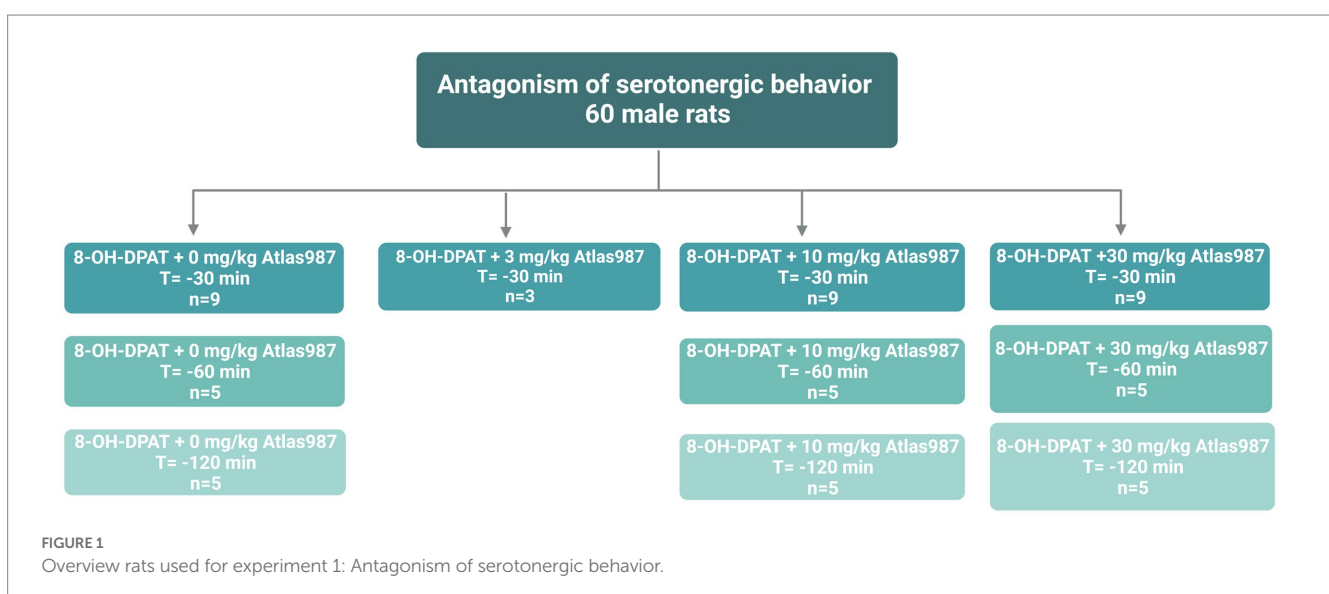 Antagonism of serotonergic behavior
60 male rats
8-OH-DPAT + 0 mg/kg Atlas987
T= -30 min
n=9
8-OH-DPAT + 3 mg/kg Atlas987
T= -30 min
n=3
8-OH-DPAT + 10 mg/kg Atlas987
T= -30 min
n=9
8-OH-DPAT +30 mg/kg Atlas987
T= -30 min
n=9
8-OH-DPAT + 0 mg/kg Atlas987
T= -60 min
n=5
8-OH-DPAT + 10 mg/kg Atlas987
T= -60 min
n=5
8-OH-DPAT + 30 mg/kg Atlas987
T= -60 min
n=5
8-OH-DPAT + 0 mg/kg Atlas987
T= -120 min
n=5
8-OH-DPAT + 10 mg/kg Atlas987
T= -120 min
n=5
8-OH-DPAT + 30 mg/kg Atlas987
T= -120 min
n=5
FIGURE 1
Overview rats used for experiment 1: Antagonism of serotonergic behavior.